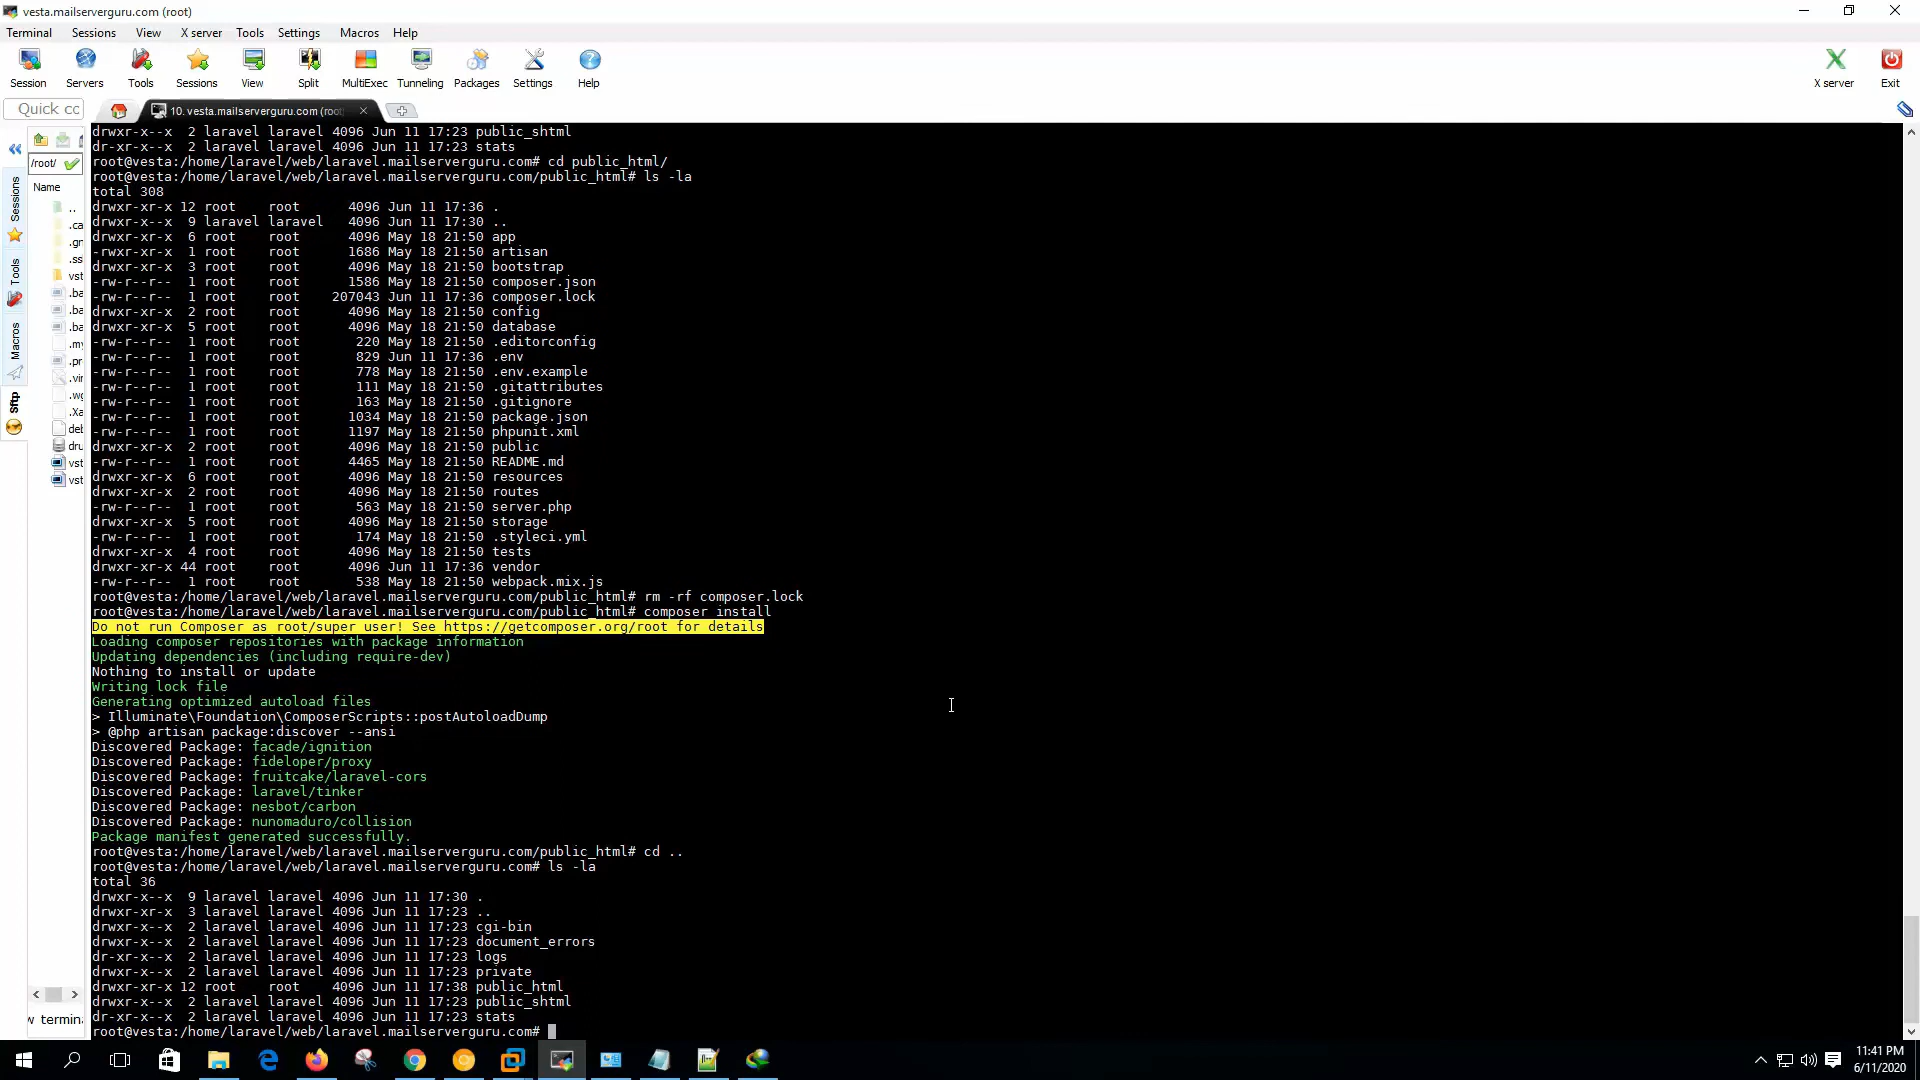 vesta.mailserverguru.com (root)
Terminal Sessions View X server Tools Settings Macros Help
Session Servers Tools Sessions View Split MultiExec Tunneling Packages Settings Help X server Exit
Quick cc 10. vesta.mailserverguru.com (root
/root/
Name
..
.ca
.gn
.ss
vst
.ba
.ba
.ba
.my
.pr
.vir
.wg
.Xa
deb
dru
vst
vst
Sessions
Tools
Macros
Sftp
w termin
drwxr-x--x 2 laravel laravel 4096 Jun 11 17:23 public_shtml
dr-xr-x--x 2 laravel laravel 4096 Jun 11 17:23 stats
root@vesta:/home/laravel/web/laravel.mailserverguru.com# cd public_html/
root@vesta:/home/laravel/web/laravel.mailserverguru.com/public_html# ls -la
total 308
drwxr-xr-x 12 root root 4096 Jun 11 17:36 .
drwxr-x--x 9 laravel laravel 4096 Jun 11 17:30 ..
drwxr-xr-x 6 root root 4096 May 18 21:50 app
-rwxr-xr-x 1 root root 1686 May 18 21:50 artisan
drwxr-xr-x 3 root root 4096 May 18 21:50 bootstrap
-rw-r--r-- 1 root root 1586 May 18 21:50 composer.json
-rw-r--r-- 1 root root 207043 Jun 11 17:36 composer.lock
drwxr-xr-x 2 root root 4096 May 18 21:50 config
drwxr-xr-x 5 root root 4096 May 18 21:50 database
-rw-r--r-- 1 root root 220 May 18 21:50 .editorconfig
-rw-r--r-- 1 root root 829 Jun 11 17:36 .env
-rw-r--r-- 1 root root 778 May 18 21:50 .env.example
-rw-r--r-- 1 root root 111 May 18 21:50 .gitattributes
-rw-r--r-- 1 root root 163 May 18 21:50 .gitignore
-rw-r--r-- 1 root root 1034 May 18 21:50 package.json
-rw-r--r-- 1 root root 1197 May 18 21:50 phpunit.xml
drwxr-xr-x 2 root root 4096 May 18 21:50 public
-rw-r--r-- 1 root root 4465 May 18 21:50 README.md
drwxr-xr-x 6 root root 4096 May 18 21:50 resources
drwxr-xr-x 2 root root 4096 May 18 21:50 routes
-rw-r--r-- 1 root root 563 May 18 21:50 server.php
drwxr-xr-x 5 root root 4096 May 18 21:50 storage
-rw-r--r-- 1 root root 174 May 18 21:50 .styleci.yml
drwxr-xr-x 4 root root 4096 May 18 21:50 tests
drwxr-xr-x 44 root root 4096 Jun 11 17:36 vendor
-rw-r--r-- 1 root root 538 May 18 21:50 webpack.mix.js
root@vesta:/home/laravel/web/laravel.mailserverguru.com/public_html# rm -rf composer.lock
root@vesta:/home/laravel/web/laravel.mailserverguru.com/public_html# composer install
Do not run Composer as root/super user! See https://getcomposer.org/root for details
Loading composer repositories with package information
Updating dependencies (including require-dev)
Nothing to install or update
Writing lock file
Generating optimized autoload files
> Illuminate\Foundation\ComposerScripts::postAutoloadDump
> @php artisan package:discover --ansi
Discovered Package: facade/ignition
Discovered Package: fideloper/proxy
Discovered Package: fruitcake/laravel-cors
Discovered Package: laravel/tinker
Discovered Package: nesbot/carbon
Discovered Package: nunomaduro/collision
Package manifest generated successfully.
root@vesta:/home/laravel/web/laravel.mailserverguru.com/public_html# cd ..
root@vesta:/home/laravel/web/laravel.mailserverguru.com# ls -la
total 36
drwxr-x--x 9 laravel laravel 4096 Jun 11 17:30 .
drwxr-xr-x 3 laravel laravel 4096 Jun 11 17:23 ..
drwxr-x--x 2 laravel laravel 4096 Jun 11 17:23 cgi-bin
drwxr-x--x 2 laravel laravel 4096 Jun 11 17:23 document_errors
dr-xr-x--x 2 laravel laravel 4096 Jun 11 17:23 logs
drwxr-x--x 2 laravel laravel 4096 Jun 11 17:23 private
drwxr-xr-x 12 root root 4096 Jun 11 17:38 public_html
drwxr-x--x 2 laravel laravel 4096 Jun 11 17:23 public_shtml
dr-xr-x--x 2 laravel laravel 4096 Jun 11 17:23 stats
root@vesta:/home/laravel/web/laravel.mailserverguru.com#
11:41 PM
6/11/2020